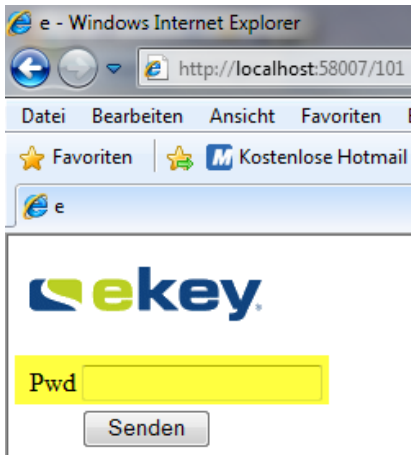 e - Windows Internet Explorer
http://localhost:58007/101
Datei Bearbeiten Ansicht Favoriten
Favoriten Kostenlose Hotmail
e
ekey
Pwd
Senden